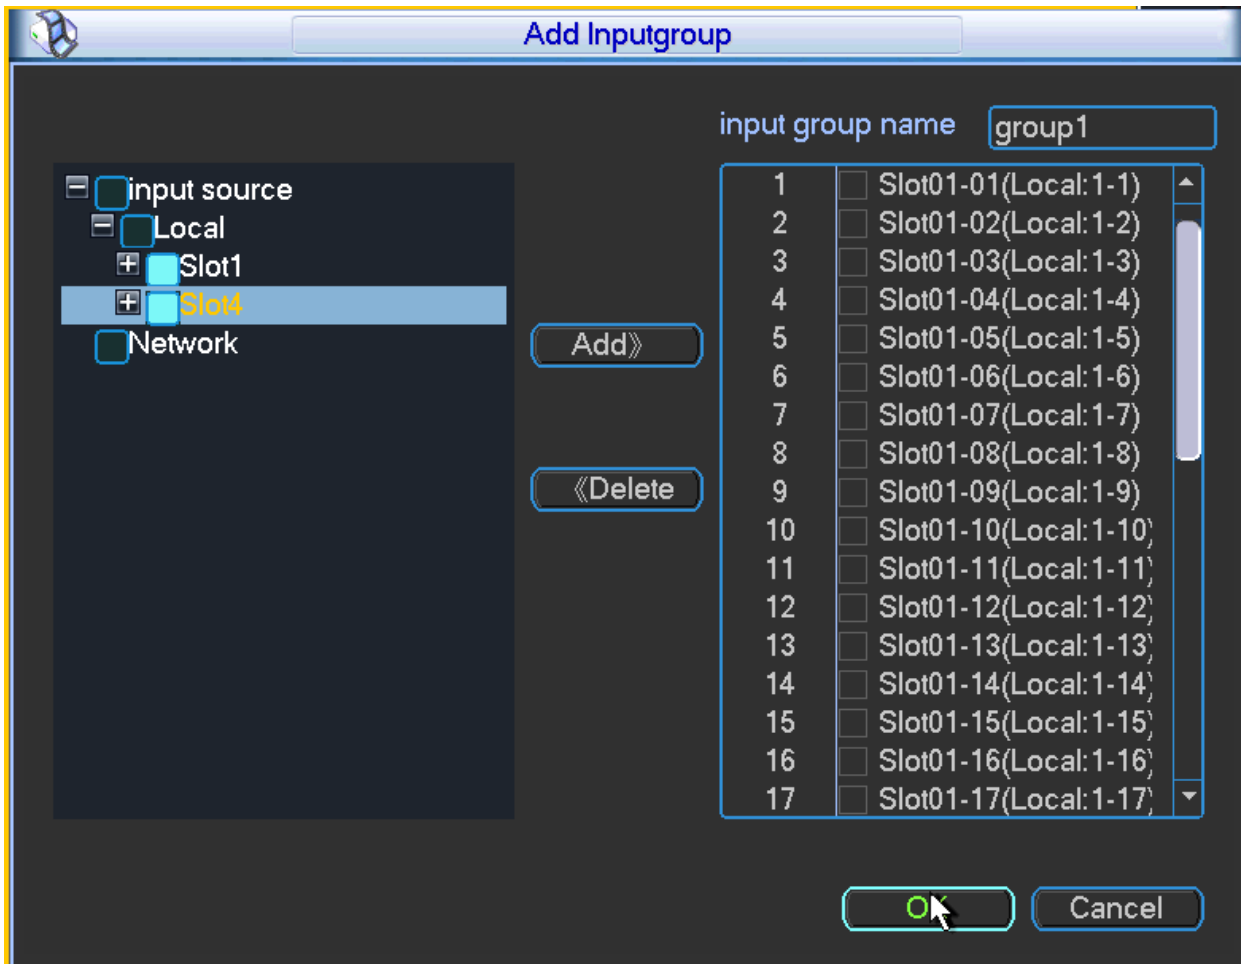 Add Inputgroup
input group name group1
input source
Local
Slot1
Slot4
Network
Add》
《Delete
1 Slot01-01(Local:1-1)
2 Slot01-02(Local:1-2)
3 Slot01-03(Local:1-3)
4 Slot01-04(Local:1-4)
5 Slot01-05(Local:1-5)
6 Slot01-06(Local:1-6)
7 Slot01-07(Local:1-7)
8 Slot01-08(Local:1-8)
9 Slot01-09(Local:1-9)
10 Slot01-10(Local:1-10)
11 Slot01-11(Local:1-11)
12 Slot01-12(Local:1-12)
13 Slot01-13(Local:1-13)
14 Slot01-14(Local:1-14)
15 Slot01-15(Local:1-15)
16 Slot01-16(Local:1-16)
17 Slot01-17(Local:1-17)
OK Cancel